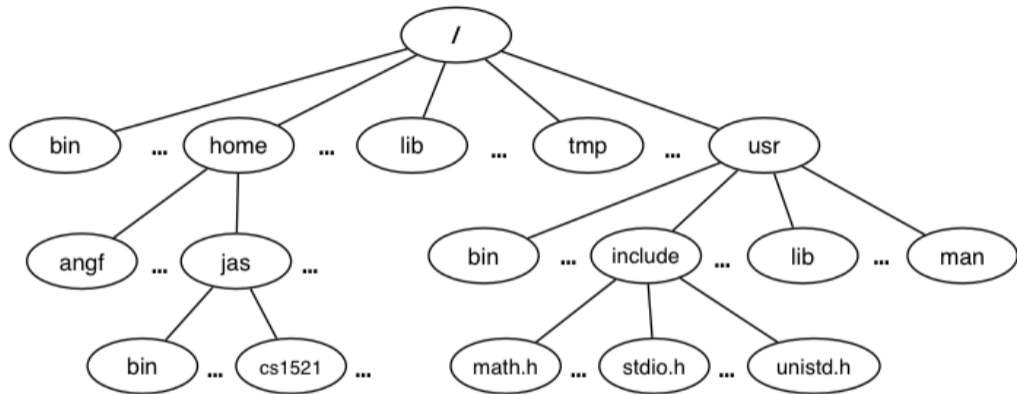 /
bin ... home ... lib ... tmp ... usr
angf ... jas ... bin ... include ... lib ... man
bin ... cs1521 ... math.h ... stdio.h ... unistd.h